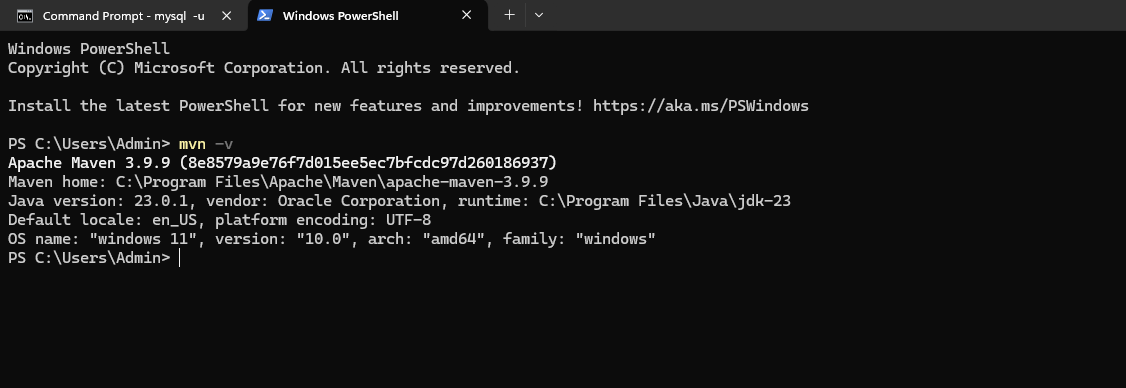 Command Prompt - mysql -u
Windows PowerShell
Windows PowerShell
Copyright (C) Microsoft Corporation. All rights reserved.
Install the latest PowerShell for new features and improvements! https://aka.ms/PSWindows
PS C:\Users\Admin> mvn -v
Apache Maven 3.9.9 (8e8579a9e76f7d015ee5ec7bfcdc97d260186937)
Maven home: C:\Program Files\Apache\Maven\apache-maven-3.9.9
Java version: 23.0.1, vendor: Oracle Corporation, runtime: C:\Program Files\Java\jdk-23
Default locale: en_US, platform encoding: UTF-8
OS name: "windows 11", version: "10.0", arch: "amd64", family: "windows"
PS C:\Users\Admin>